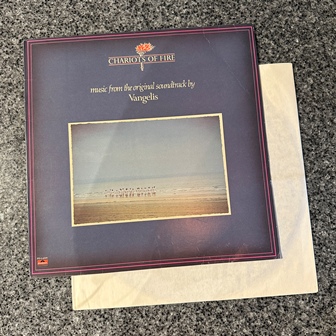 CHARIOTS OF FIRE
music from the original soundtrack by
Vangelis